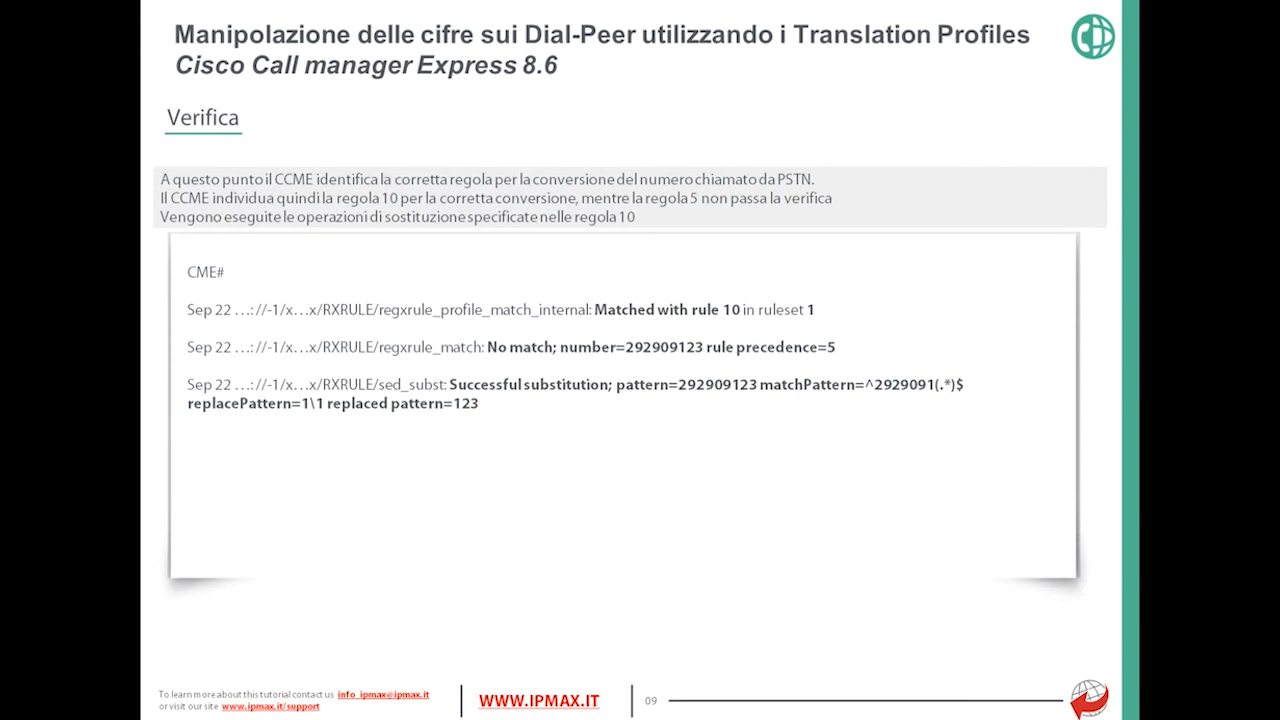 Manipolazione delle cifre sui Dial-Peer utilizzando i Translation Profiles
Cisco Call manager Express 8.6
Verifica
A questo punto il CCME identifica la corretta regola per la conversione del numero chiamato da PSTN.
Il CCME individua quindi la regola 10 per la corretta conversione, mentre la regola 5 non passa la verifica
Vengono eseguite le operazioni di sostituzione specificate nelle regola 10
CME#
Sep 22 …: //-1/x…x/RXRULE/regxrule_profile_match_internal: Matched with rule 10 in ruleset 1
Sep 22 …: //-1/x…x/RXRULE/regxrule_match: No match; number=292909123 rule precedence=5
Sep 22 …: //-1/x…x/RXRULE/sed_subst: Successful substitution; pattern=292909123 matchPattern=^2929091(.*)$
replacePattern=1\1 replaced pattern=123
To learn more about this tutorial contact us info_ipmax@ipmax.it
or visit our site www.ipmax.it/support
WWW.IPMAX.IT
09